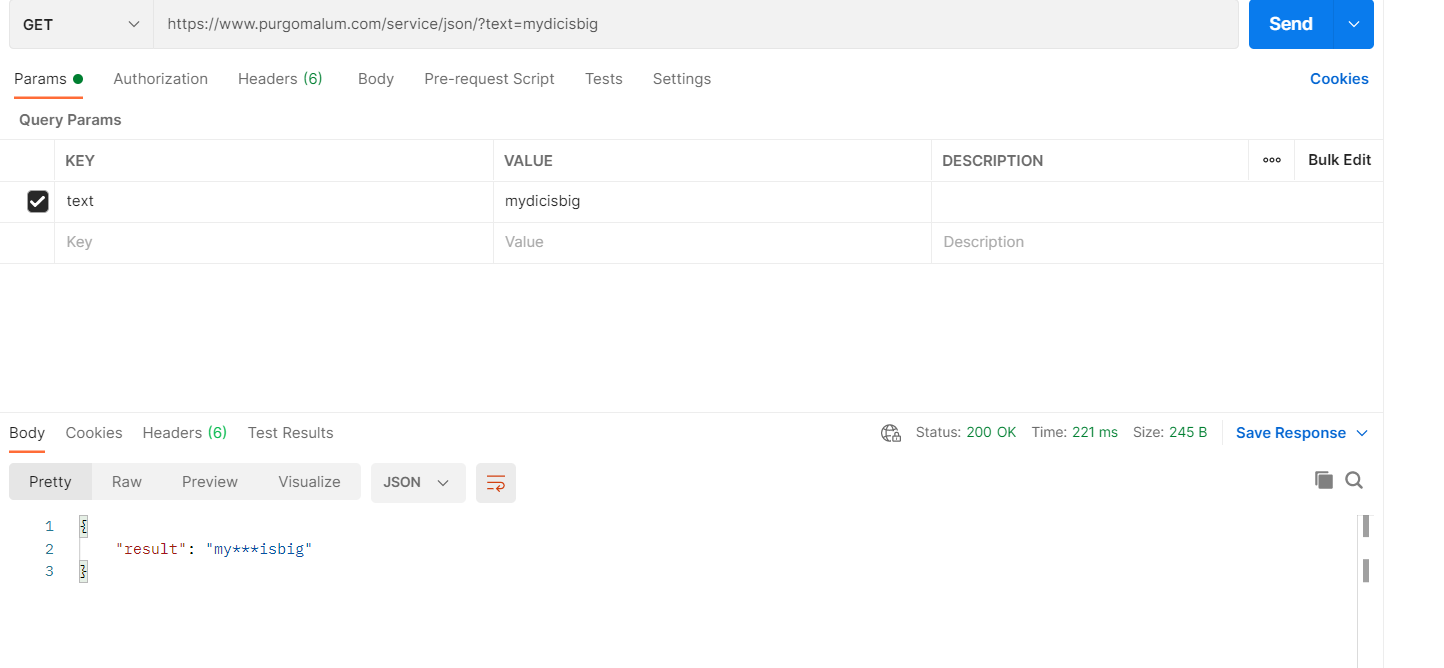 GET https://www.purgomalum.com/service/json/?text=mydicisbig Send
Params Authorization Headers (6) Body Pre-request Script Tests Settings Cookies
Query Params
KEY VALUE DESCRIPTION ooo Bulk Edit
text mydicisbig
Key Value Description
Body Cookies Headers (6) Test Results Status: 200 OK Time: 221 ms Size: 245 B Save Response
Pretty Raw Preview Visualize JSON
1 {
2 "result": "my***isbig"
3 }